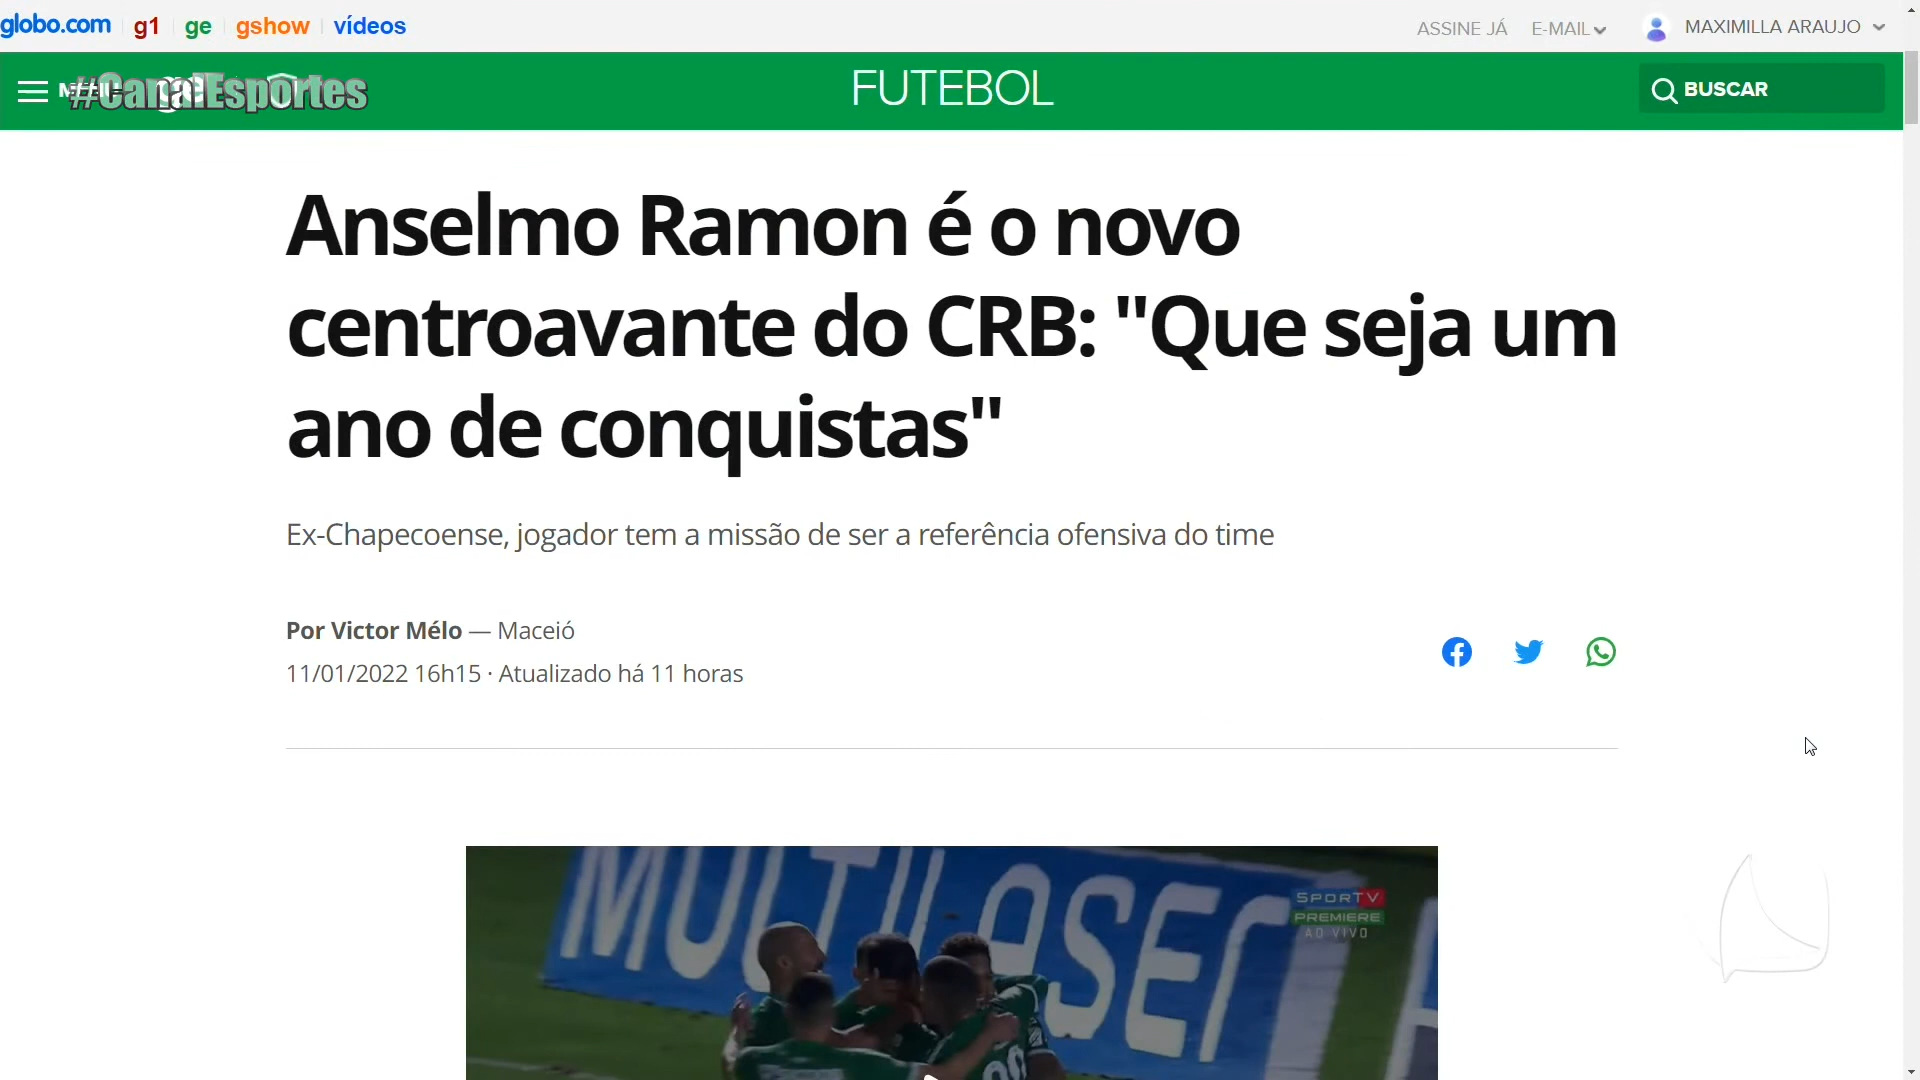 globo.com g1 ge gshow vídeos ASSINE JÁ E-MAIL MAXIMILLA ARAUJO
#CanalEsportes FUTEBOL BUSCAR
Anselmo Ramon é o novo
centroavante do CRB: "Que seja um
ano de conquistas"
Ex-Chapecoense, jogador tem a missão de ser a referência ofensiva do time
Por Victor Mélo — Maceió
11/01/2022 16h15 · Atualizado há 11 horas
MULTILASER
SPORTV
PREMIERE
AO VIVO